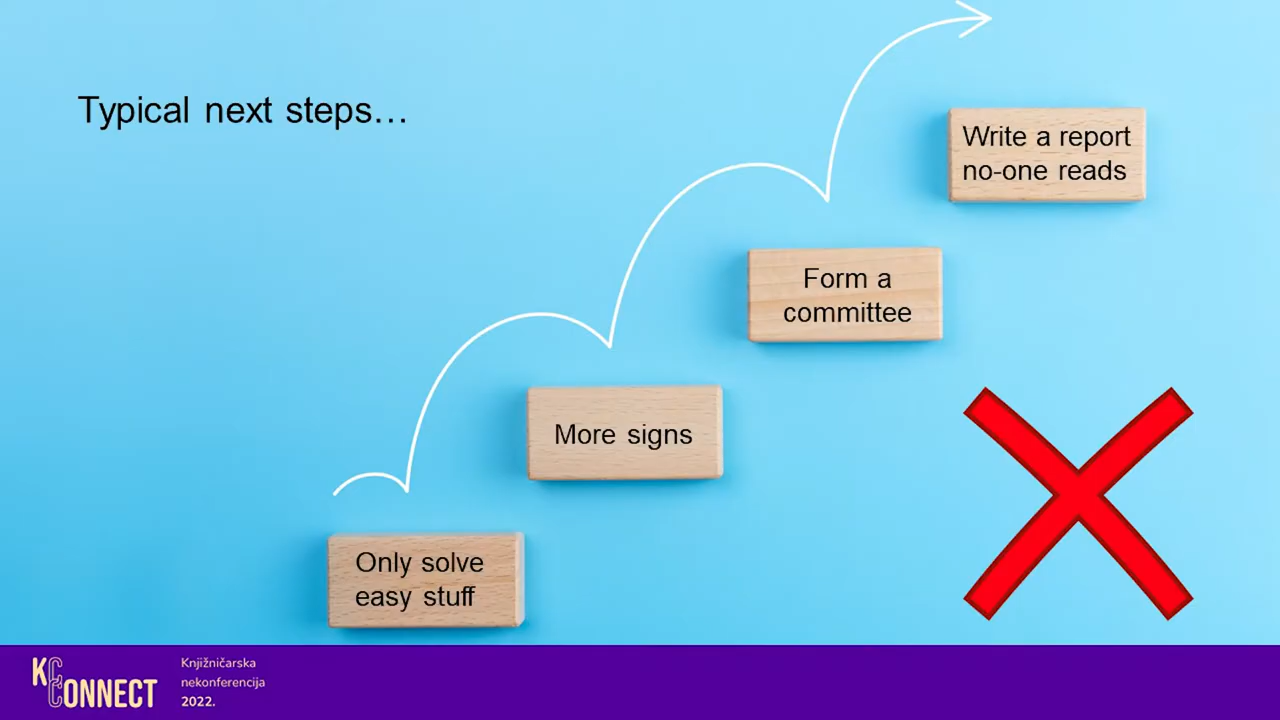 Typical next steps…
Write a report
no-one reads
Form a
committee
More signs
Only solve
easy stuff
KCONNECT
Knjižničarska
nekonferencija
2022.